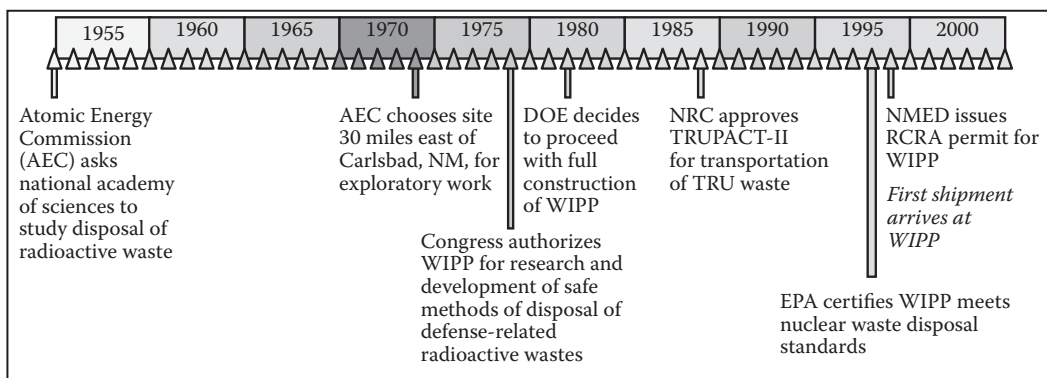 1955 1960 1965 1970 1975 1980 1985 1990 1995 2000
Atomic Energy
Commission
(AEC) asks
national academy
of sciences to
study disposal of
radioactive waste
AEC chooses site
30 miles east of
Carlsbad, NM, for
exploratory work
Congress authorizes
WIPP for research and
development of safe
methods of disposal of
defense-related
radioactive wastes
DOE decides
to proceed
with full
construction
of WIPP
NRC approves
TRUPACT-II
for transportation
of TRU waste
EPA certifies WIPP meets
nuclear waste disposal
standards
NMED issues
RCRA permit for
WIPP
First shipment
arrives at
WIPP